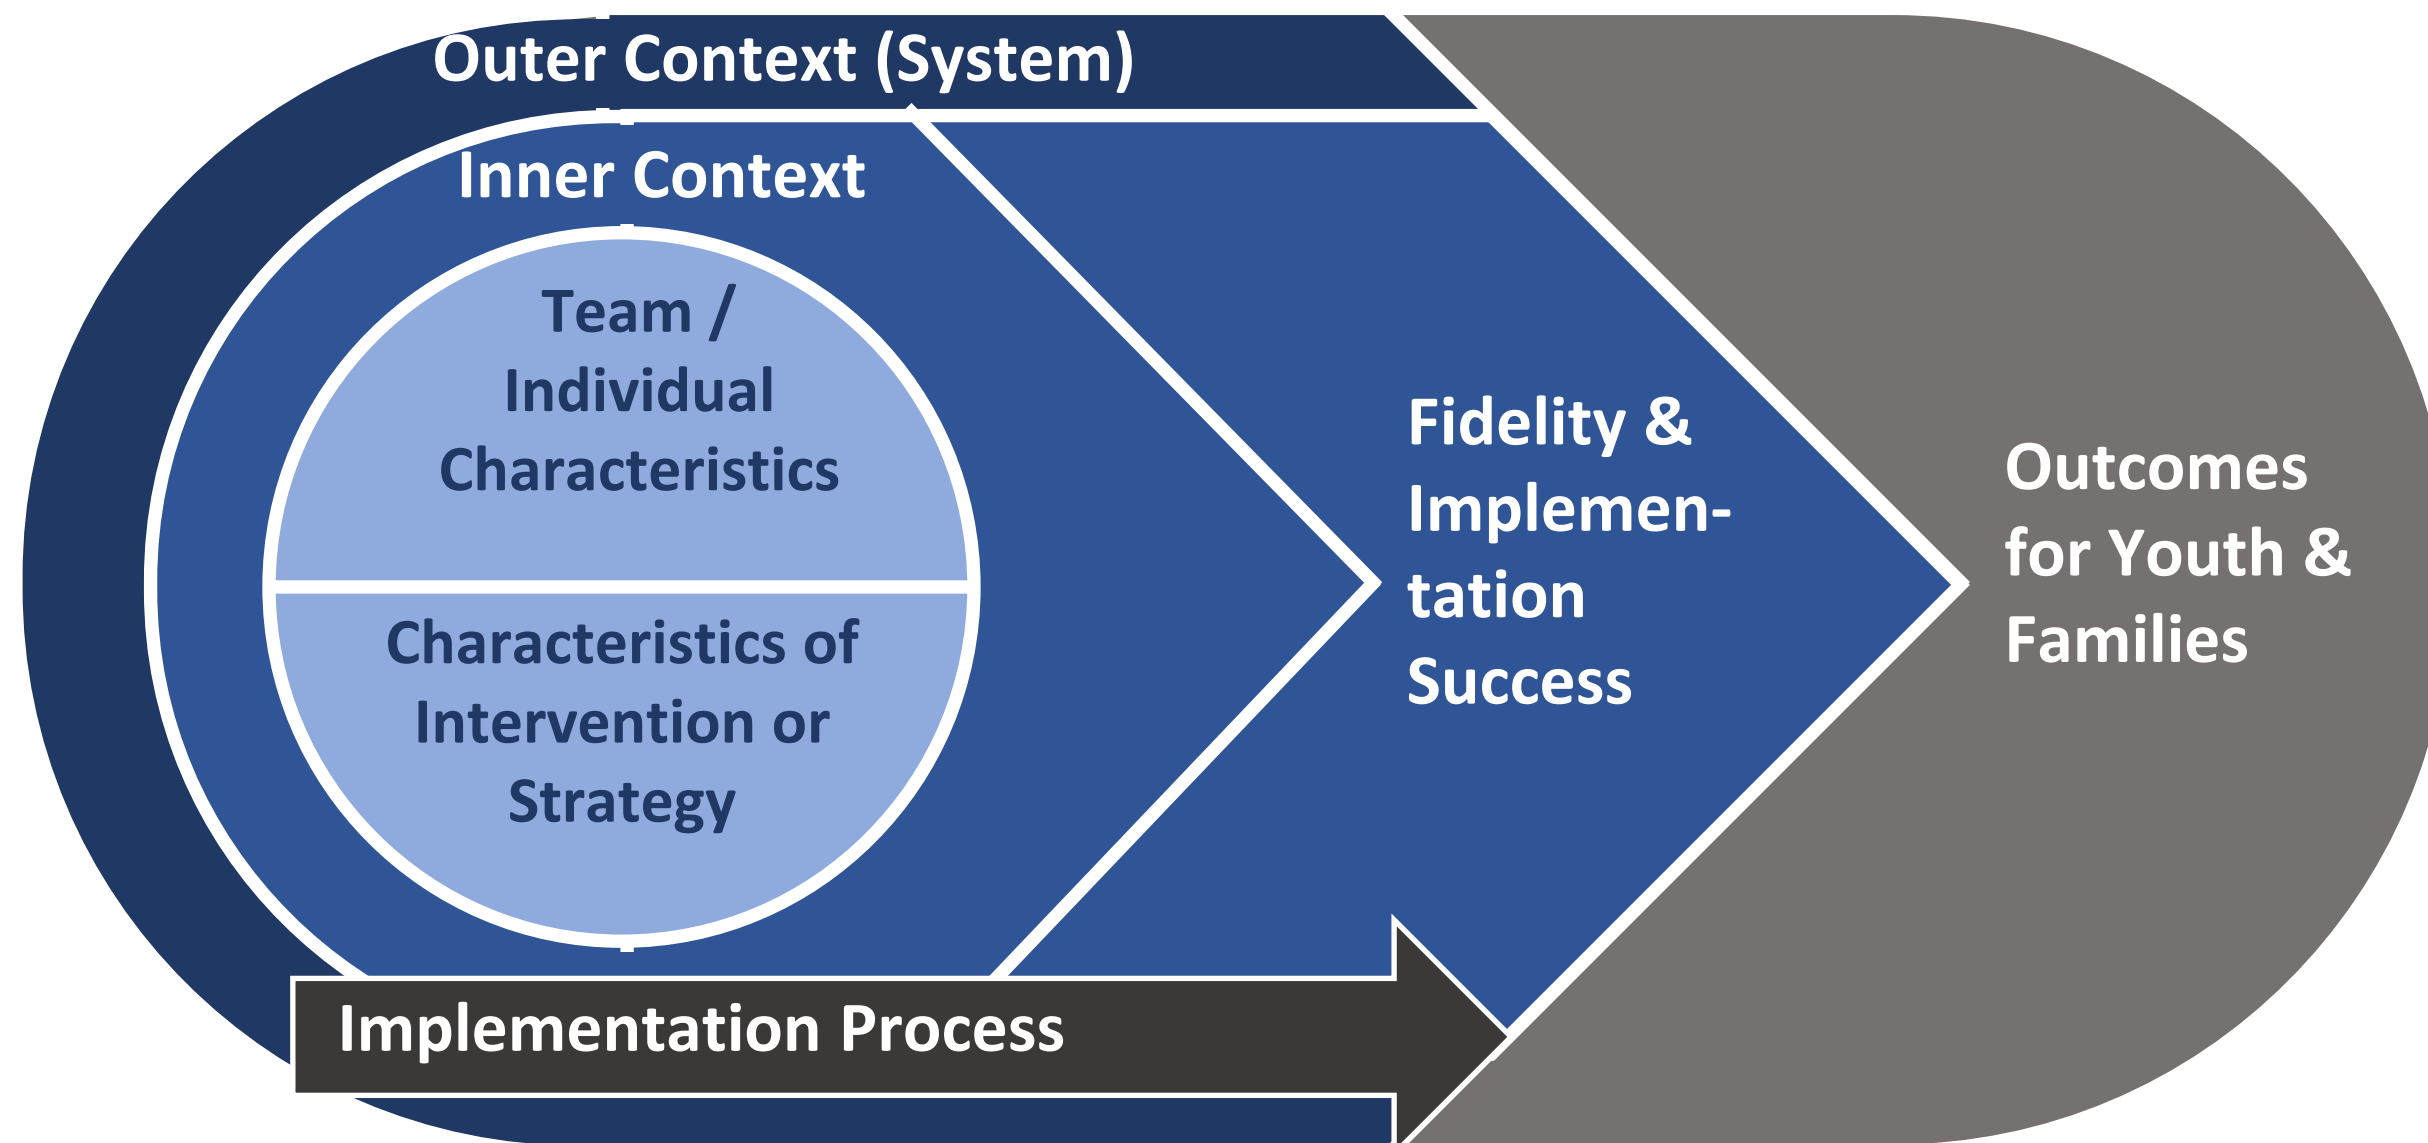 Outer Context (System)
Inner Context
Team /
Individual
Characteristics
Characteristics of
Intervention or
Strategy
Fidelity &
Implemen-
tation
Success
Outcomes
for Youth &
Families
Implementation Process